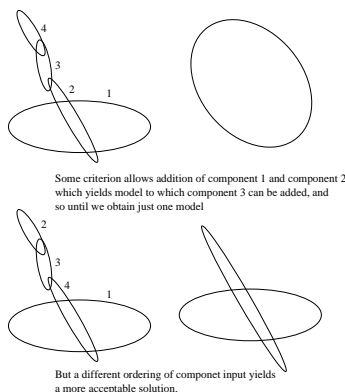 4
3
2
1
Some criterion allows addition of component 1 and component 2
which yields model to which component 3 can be added, and
so until we obtain just one model
2
3
4
1
But a different ordering of componet input yields
a more acceptable solution.